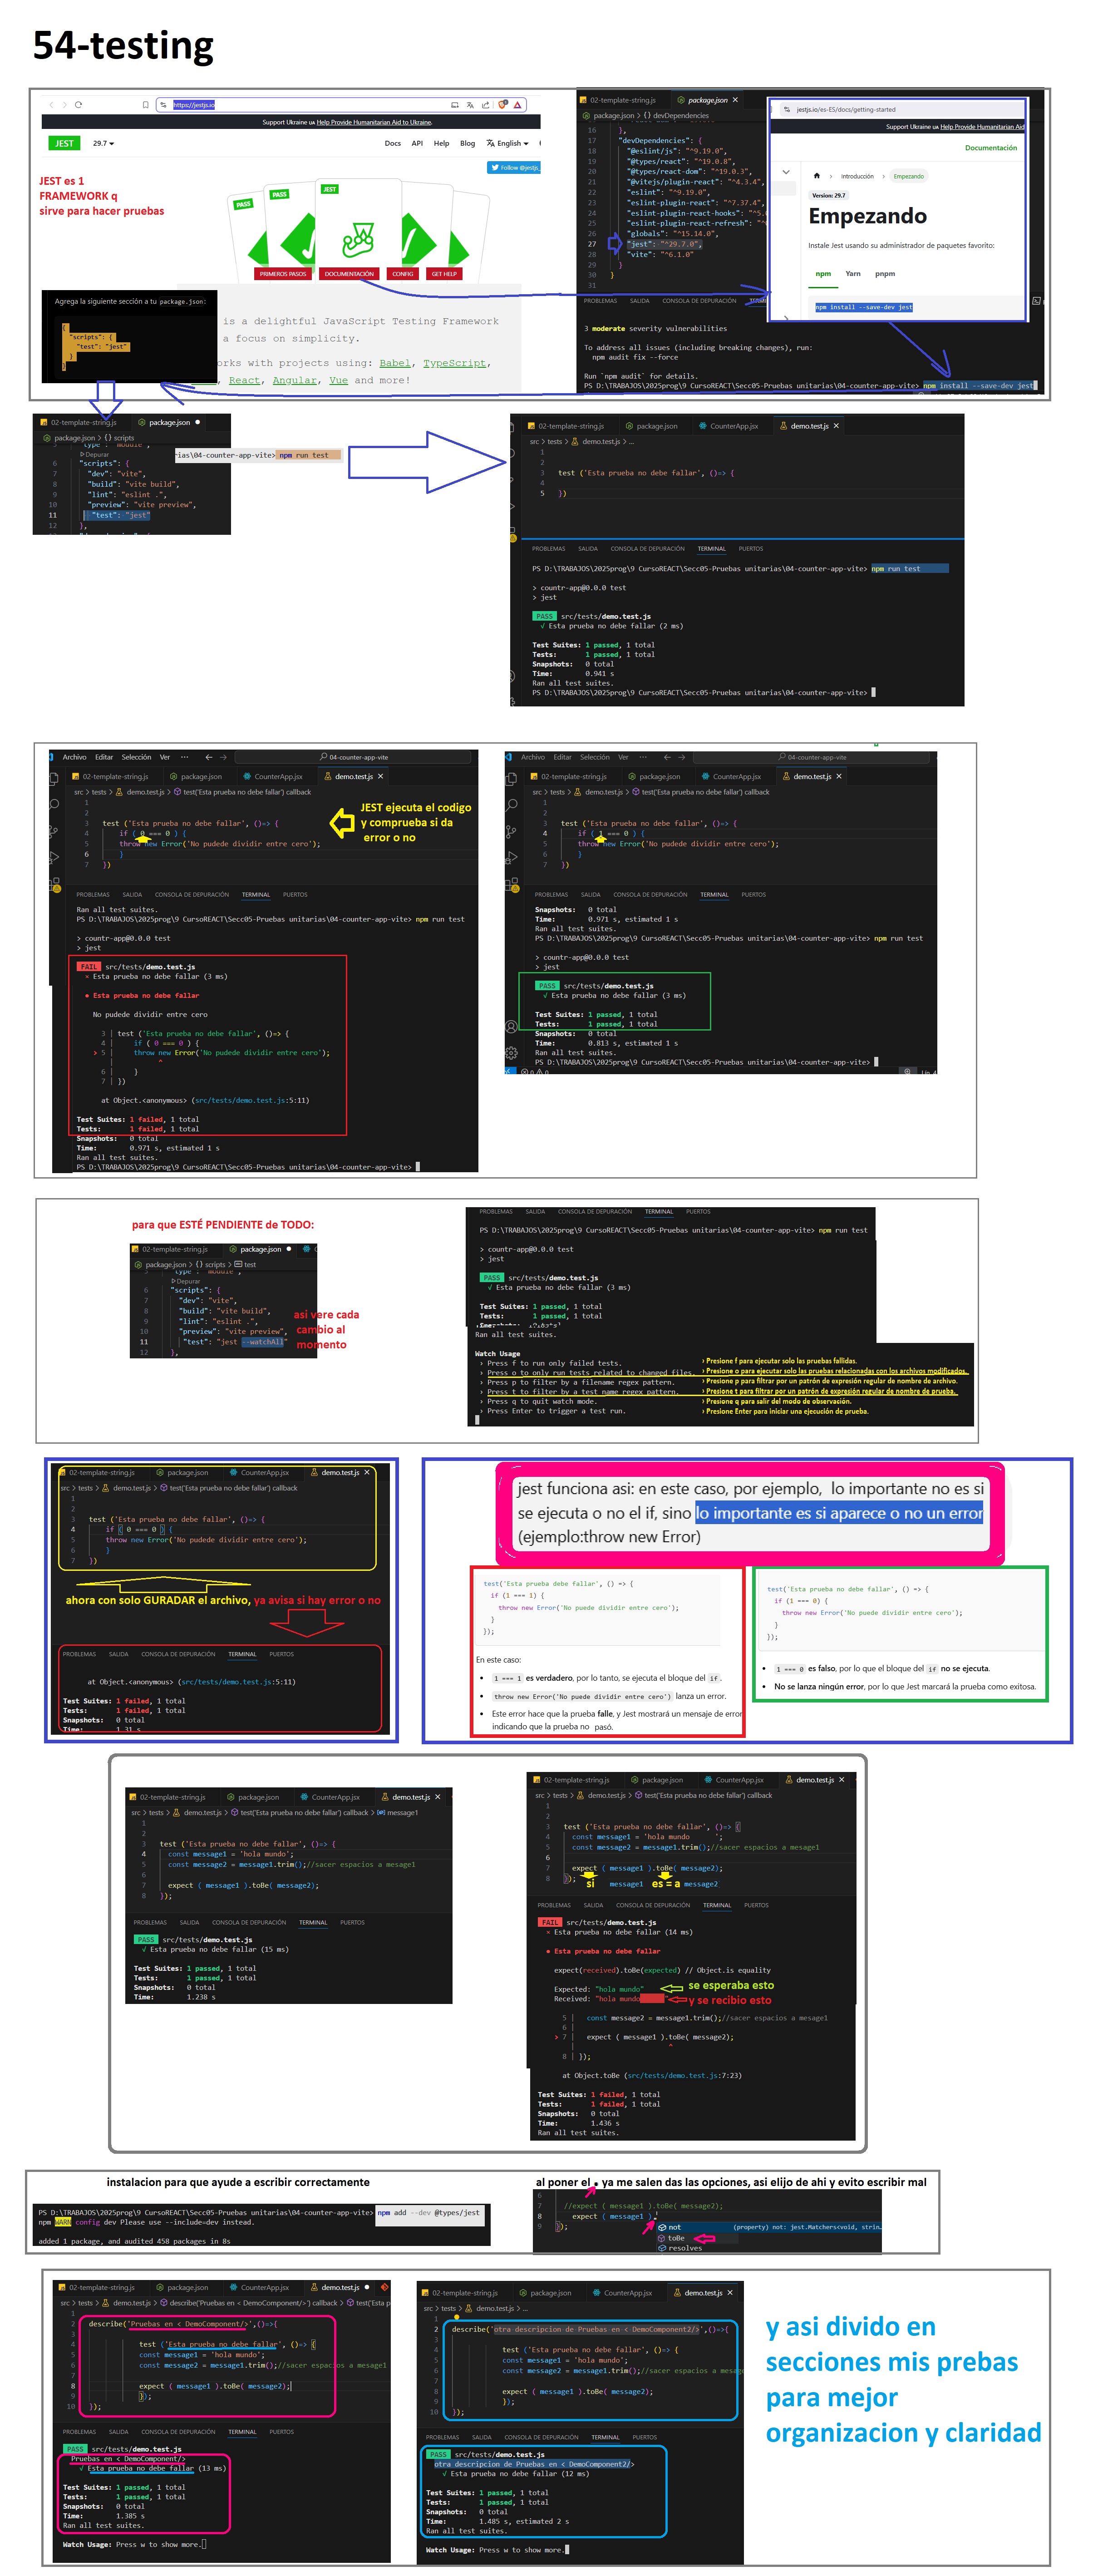 54-testing
https://jestjs.io
Support Ukraine UA Help Provide Humanitarian Aid to Ukraine.
JEST 29.7
Docs API Help Blog English
Follow @jestjs_
JEST es 1
FRAMEWORK q
sirve para hacer pruebas
PASS
PASS
JEST
PASS
PRIMEROS PASOS DOCUMENTACIÓN CONFIG GET HELP
is a delightful JavaScript Testing Framework
a focus on simplicity.
orks with projects using: Babel, TypeScript,
, React, Angular, Vue and more!
Agrega la siguiente sección a tu package.json:
{
"scripts": {
"test": "jest"
}
}
02-template-string.js package.json
package.json > {} devDependencies
16 },
17 "devDependencies": {
18 "@eslint/js": "^9.19.0",
19 "@types/react": "^19.0.8",
20 "@types/react-dom": "^19.0.3",
21 "@vitejs/plugin-react": "^4.3.4",
22 "eslint": "^9.19.0",
23 "eslint-plugin-react": "^7.37.4",
24 "eslint-plugin-react-hooks": "^5.
25 "eslint-plugin-react-refresh": "^
26 "globals": "^15.14.0",
27 "jest": "^29.7.0",
28 "vite": "^6.1.0"
29 }
30 }
31
PROBLEMAS SALIDA CONSOLA DE DEPURACIÓN
3 moderate severity vulnerabilities
To address all issues (including breaking changes), run:
npm audit fix --force
Run `npm audit` for details.
PS D:\TRABAJOS\2025prog\9 CursoREACT\Secc05-Pruebas unitarias\04-counter-app-vite> npm install --save-dev jest
jestjs.io/es-ES/docs/getting-started
Support Ukraine UA Help Provide Humanitarian Aid
Documentación
Introducción > Empezando
Version: 29.7
Empezando
Instale Jest usando su administrador de paquetes favorito:
npm Yarn pnpm
npm install --save-dev jest
02-template-string.js package.json
package.json > {} scripts
"type": "module",
Depurar
6 "scripts": {
7 "dev": "vite",
8 "build": "vite build",
9 "lint": "eslint .",
10 "preview": "vite preview",
11 "test": "jest"
12 },
rias\04-counter-app-vite> npm run test
02-template-string.js package.json CounterApp.jsx demo.test.js
src > tests > demo.test.js > ...
1
2
3 test ('Esta prueba no debe fallar', ()=> {
4
5 })
PROBLEMAS SALIDA CONSOLA DE DEPURACIÓN TERMINAL PUERTOS
PS D:\TRABAJOS\2025prog\9 CursoREACT\Secc05-Pruebas unitarias\04-counter-app-vite> npm run test
> countr-app@0.0.0 test
> jest
PASS src/tests/demo.test.js
√ Esta prueba no debe fallar (2 ms)
Test Suites: 1 passed, 1 total
Tests: 1 passed, 1 total
Snapshots: 0 total
Time: 0.941 s
Ran all test suites.
PS D:\TRABAJOS\2025prog\9 CursoREACT\Secc05-Pruebas unitarias\04-counter-app-vite>
Archivo Editar Selección Ver ··· 04-counter-app-vite
02-template-string.js package.json CounterApp.jsx demo.test.js
src > tests > demo.test.js > test('Esta prueba no debe fallar') callback
1
2
3 test ('Esta prueba no debe fallar', ()=> {
4 if ( 0 === 0 ) {
5 throw new Error('No pudede dividir entre cero');
6 }
7 })
JEST ejecuta el codigo
y comprueba si da
error o no
PROBLEMAS SALIDA CONSOLA DE DEPURACIÓN TERMINAL PUERTOS
Ran all test suites.
PS D:\TRABAJOS\2025prog\9 CursoREACT\Secc05-Pruebas unitarias\04-counter-app-vite> npm run test
> countr-app@0.0.0 test
> jest
FAIL src/tests/demo.test.js
× Esta prueba no debe fallar (3 ms)
● Esta prueba no debe fallar
No pudede dividir entre cero
3 | test ('Esta prueba no debe fallar', ()=> {
4 | if ( 0 === 0 ) {
> 5 | throw new Error('No pudede dividir entre cero');
| ^
6 | }
7 | })
at Object.<anonymous> (src/tests/demo.test.js:5:11)
Test Suites: 1 failed, 1 total
Tests: 1 failed, 1 total
Snapshots: 0 total
Time: 0.971 s, estimated 1 s
Ran all test suites.
PS D:\TRABAJOS\2025prog\9 CursoREACT\Secc05-Pruebas unitarias\04-counter-app-vite>
Archivo Editar Selección Ver ··· 04-counter-app-vite
02-template-string.js package.json CounterApp.jsx demo.test.js
src > tests > demo.test.js > test('Esta prueba no debe fallar') callback
1
2
3 test ('Esta prueba no debe fallar', ()=> {
4 if ( 1 === 0 ) {
5 throw new Error('No pudede dividir entre cero');
6 }
7 })
PROBLEMAS SALIDA CONSOLA DE DEPURACIÓN TERMINAL PUERTOS
Snapshots: 0 total
Time: 0.971 s, estimated 1 s
Ran all test suites.
PS D:\TRABAJOS\2025prog\9 CursoREACT\Secc05-Pruebas unitarias\04-counter-app-vite> npm run test
> countr-app@0.0.0 test
> jest
PASS src/tests/demo.test.js
√ Esta prueba no debe fallar (3 ms)
Test Suites: 1 passed, 1 total
Tests: 1 passed, 1 total
Snapshots: 0 total
Time: 0.813 s, estimated 1 s
Ran all test suites.
PS D:\TRABAJOS\2025prog\9 CursoREACT\Secc05-Pruebas unitarias\04-counter-app-vite>
para que ESTÉ PENDIENTE de TODO:
02-template-string.js package.json
package.json > {} scripts > test
"type": "module",
Depurar
6 "scripts": {
7 "dev": "vite",
8 "build": "vite build",
9 "lint": "eslint .",
10 "preview": "vite preview",
11 "test": "jest --watchAll"
12 },
asi vere cada
cambio al
momento
PROBLEMAS SALIDA CONSOLA DE DEPURACIÓN TERMINAL PUERTOS
PS D:\TRABAJOS\2025prog\9 CursoREACT\Secc05-Pruebas unitarias\04-counter-app-vite> npm run test
> countr-app@0.0.0 test
> jest
PASS src/tests/demo.test.js
√ Esta prueba no debe fallar (3 ms)
Test Suites: 1 passed, 1 total
Tests: 1 passed, 1 total
Ran all test suites.
Watch Usage
› Press f to run only failed tests.
› Press o to only run tests related to changed files.
› Press p to filter by a filename regex pattern.
› Press t to filter by a test name regex pattern.
› Press q to quit watch mode.
› Press Enter to trigger a test run.
› Presione f para ejecutar solo las pruebas fallidas.
› Presione o para ejecutar solo las pruebas relacionadas con los archivos modificados.
› Presione p para filtrar por un patrón de expresión regular de nombre de archivo.
› Presione t para filtrar por un patrón de expresión regular de nombre de prueba.
› Presione q para salir del modo de observación.
› Presione Enter para iniciar una ejecución de prueba.
02-template-string.js package.json CounterApp.jsx demo.test.js
src > tests > demo.test.js > test('Esta prueba no debe fallar') callback
1
2
3 test ('Esta prueba no debe fallar', ()=> {
4 if ( 0 === 0 ) {
5 throw new Error('No pudede dividir entre cero');
6 }
7 })
ahora con solo GURADAR el archivo, ya avisa si hay error o no
PROBLEMAS SALIDA CONSOLA DE DEPURACIÓN TERMINAL PUERTOS
at Object.<anonymous> (src/tests/demo.test.js:5:11)
Test Suites: 1 failed, 1 total
Tests: 1 failed, 1 total
Snapshots: 0 total
Time: 1.31 s
jest funciona asi: en este caso, por ejemplo, lo importante no es si
se ejecuta o no el if, sino lo importante es si aparece o no un error
(ejemplo:throw new Error)
test('Esta prueba debe fallar', () => {
if (1 === 1) {
throw new Error('No puede dividir entre cero');
}
});
En este caso:
• 1 === 1 es verdadero, por lo tanto, se ejecuta el bloque del if.
• throw new Error('No puede dividir entre cero') lanza un error.
• Este error hace que la prueba falle, y Jest mostrará un mensaje de error
indicando que la prueba no pasó.
test('Esta prueba no debe fallar', () => {
if (1 === 0) {
throw new Error('No puede dividir entre cero');
}
});
• 1 === 0 es falso, por lo que el bloque del if no se ejecuta.
• No se lanza ningún error, por lo que Jest marcará la prueba como exitosa.
02-template-string.js package.json CounterApp.jsx demo.test.js
src > tests > demo.test.js > test('Esta prueba no debe fallar') callback > message1
1
2
3 test ('Esta prueba no debe fallar', ()=> {
4 const message1 = 'hola mundo';
5 const message2 = message1.trim();//sacer espacios a mesage1
6
7 expect ( message1 ).toBe( message2);
8 });
PROBLEMAS SALIDA CONSOLA DE DEPURACIÓN TERMINAL PUERTOS
PASS src/tests/demo.test.js
√ Esta prueba no debe fallar (15 ms)
Test Suites: 1 passed, 1 total
Tests: 1 passed, 1 total
Snapshots: 0 total
Time: 1.238 s
02-template-string.js package.json CounterApp.jsx demo.test.js
src > tests > demo.test.js > test('Esta prueba no debe fallar') callback
1
2
3 test ('Esta prueba no debe fallar', ()=> {
4 const message1 = 'hola mundo ';
5 const message2 = message1.trim();//sacer espacios a mesage1
6
7 expect ( message1 ).toBe( message2);
8 });
si message1 es = a message2
PROBLEMAS SALIDA CONSOLA DE DEPURACIÓN TERMINAL PUERTOS
FAIL src/tests/demo.test.js
× Esta prueba no debe fallar (14 ms)
● Esta prueba no debe fallar
expect(received).toBe(expected) // Object.is equality
Expected: "hola mundo" se esperaba esto
Received: "hola mundo " y se recibio esto
5 | const message2 = message1.trim();//sacer espacios a mesage1
6 |
> 7 | expect ( message1 ).toBe( message2);
| ^
8 | });
at Object.toBe (src/tests/demo.test.js:7:23)
Test Suites: 1 failed, 1 total
Tests: 1 failed, 1 total
Snapshots: 0 total
Time: 1.436 s
Ran all test suites.
instalacion para que ayude a escribir correctamente
PS D:\TRABAJOS\2025prog\9 CursoREACT\Secc05-Pruebas unitarias\04-counter-app-vite> npm add --dev @types/jest
npm WARN config dev Please use --include=dev instead.
added 1 package, and audited 458 packages in 8s
al poner el . ya me salen das las opciones, asi elijo de ahi y evito escribir mal
6
7 //expect ( message1 ).toBe( message2);
8 expect ( message1 ).
9 });
not (property) not: jest.Matchers<void, strin…
toBe
resolves
02-template-string.js package.json CounterApp.jsx demo.test.js
src > tests > demo.test.js > describe('Pruebas en < DemoComponent/>') callback > test('Esta p
1
2 describe('Pruebas en < DemoComponent/>',()=>{
3
4 test ('Esta prueba no debe fallar', ()=> {
5 const message1 = 'hola mundo';
6 const message2 = message1.trim();//sacer espacios a mesage1
7
8 expect ( message1 ).toBe( message2);
9 });
10 });
PROBLEMAS SALIDA CONSOLA DE DEPURACIÓN TERMINAL PUERTOS
PASS src/tests/demo.test.js
Pruebas en < DemoComponent/>
√ Esta prueba no debe fallar (13 ms)
Test Suites: 1 passed, 1 total
Tests: 1 passed, 1 total
Snapshots: 0 total
Time: 1.385 s
Ran all test suites.
Watch Usage: Press w to show more.
02-template-string.js package.json CounterApp.jsx demo.test.js
src > tests > demo.test.js > ...
1
2 describe('otra descripcion de Pruebas en < DemoComponent2/>',()=>{
3
4 test ('Esta prueba no debe fallar', () => {
5 const message1 = 'hola mundo';
6 const message2 = message1.trim();//sacer espacios a mesage
7
8 expect ( message1 ).toBe( message2);
9 });
10 });
PROBLEMAS SALIDA CONSOLA DE DEPURACIÓN TERMINAL PUERTOS
PASS src/tests/demo.test.js
otra descripcion de Pruebas en < DemoComponent2/>
√ Esta prueba no debe fallar (12 ms)
Test Suites: 1 passed, 1 total
Tests: 1 passed, 1 total
Snapshots: 0 total
Time: 1.485 s, estimated 2 s
Ran all test suites.
Watch Usage: Press w to show more.
y asi divido en
secciones mis prebas
para mejor
organizacion y claridad